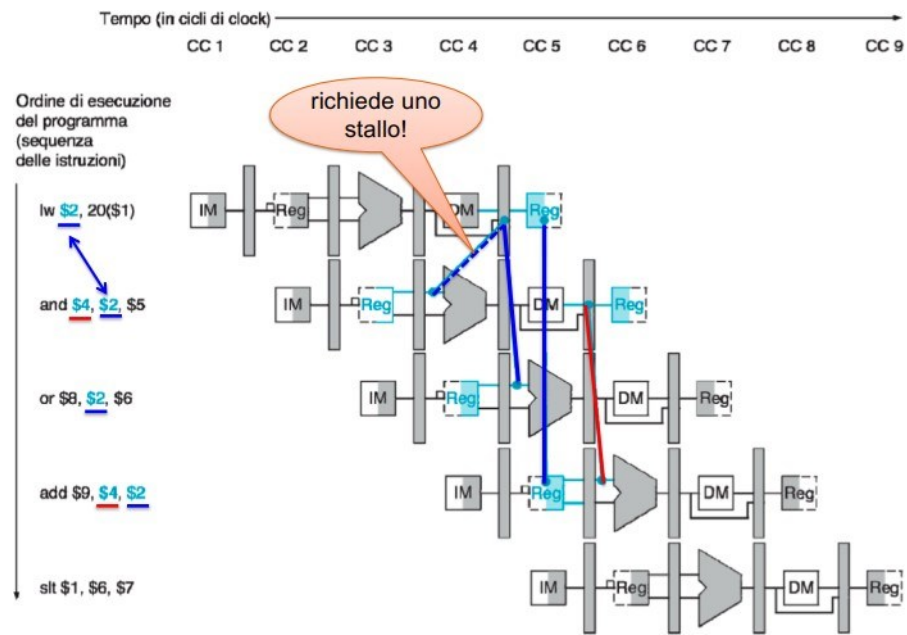 Tempo (in cicli di clock)
CC 1 CC 2 CC 3 CC 4 CC 5 CC 6 CC 7 CC 8 CC 9
richiede uno
stallo!
Ordine di esecuzione
del programma
(sequenza
delle istruzioni)
lw $2, 20($1)
IM Reg DM Reg
and $4, $2, $5
IM Reg DM Reg
or $8, $2, $6
IM Reg DM Reg
add $9, $4, $2
IM Reg DM Reg
slt $1, $6, $7
IM Reg DM Reg